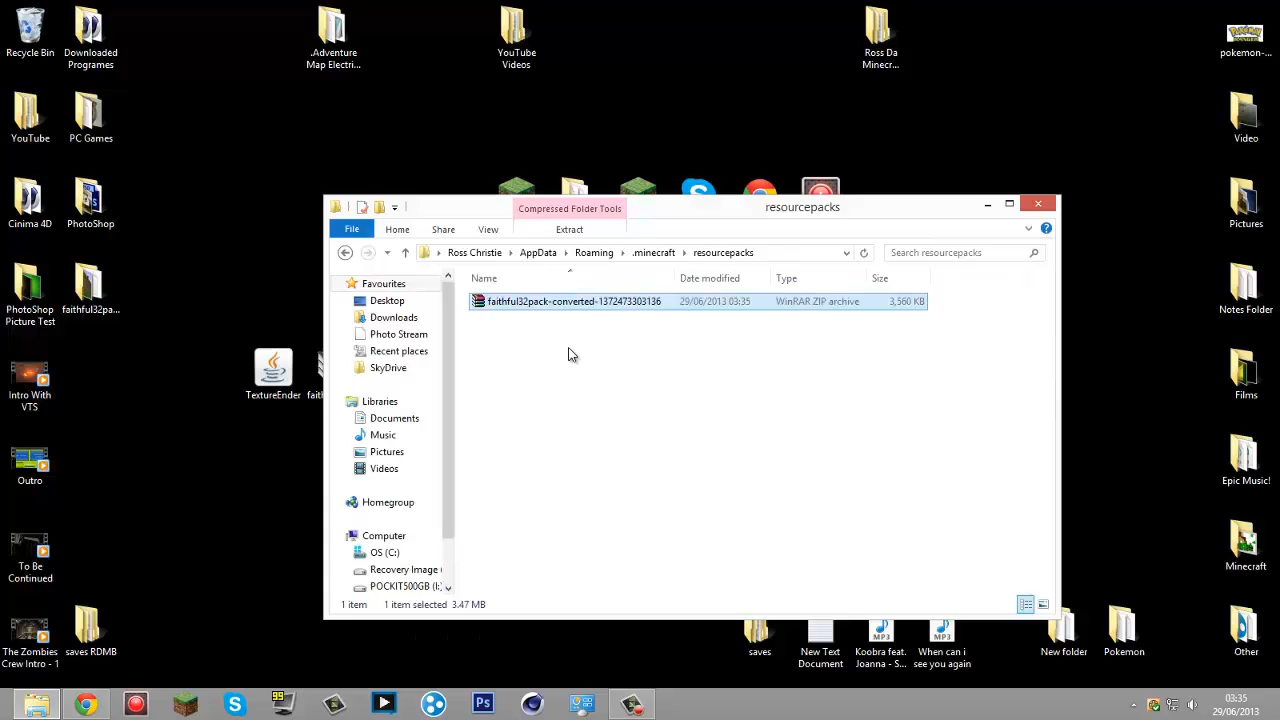 Recycle Bin
Downloaded
Programes
.Adventure
Map Electri...
YouTube
Videos
Ross Da
Minecr...
pokemon-...
YouTube
PC Games
Video
Cinima 4D
PhotoShop
Pictures
PhotoShop
Picture Test
faithful32pa...
Notes Folder
Intro With
VTS
TextureEnder
faith
Films
Outro
Epic Music!
To Be
Continued
Minecraft
The Zombies
Crew Intro - 1
saves RDMB
saves
New Text
Document
Koobra feat.
Joanna - S...
When can i
see you again
New folder
Pokemon
Other
Compressed Folder Tools
resourcepacks
File
Home
Share
View
Extract
Ross Christie
AppData
Roaming
.minecraft
resourcepacks
Search resourcepacks
Name
Date modified
Type
Size
faithful32pack-converted-1372473303136
29/06/2013 03:35
WinRAR ZIP archive
3,560 KB
Favourites
Desktop
Downloads
Photo Stream
Recent places
SkyDrive
Libraries
Documents
Music
Pictures
Videos
Homegroup
Computer
OS (C:)
Recovery Image (
POCKIT500GB (I:
1 item
1 item selected 3.47 MB
MP3
MP3
99
Ps
03:35
29/06/2013